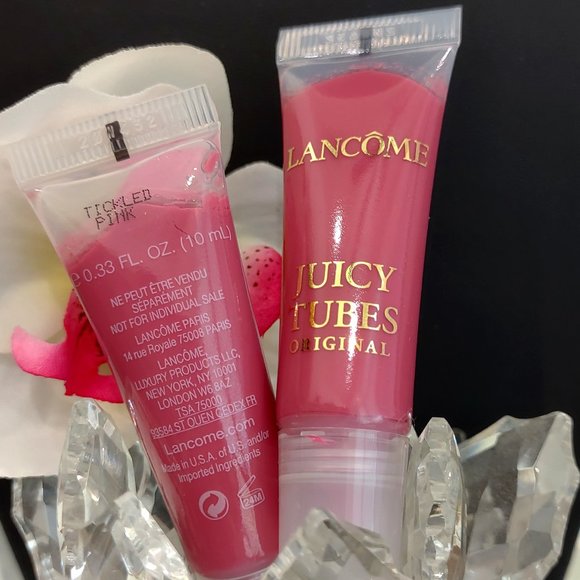 TICKLED
PINK
e 0.33 FL. OZ. (10 mL)
NE PEUT ÊTRE VENDU
SÉPARÉMENT
NOT FOR INDIVIDUAL SALE
LANCÔME PARIS
14 rue Royale 75008 PARIS
LANCÔME,
LUXURY PRODUCTS LLC,
NEW YORK, NY 10001
LONDON W6 8AZ
TSA 75000
93584 ST OUEN CEDEX.FR
Lancome.com
Made in U.S.A. of U.S. and/or
Imported Ingredients
24M
LANCÔME
JUICY
TUBES
ORIGINAL